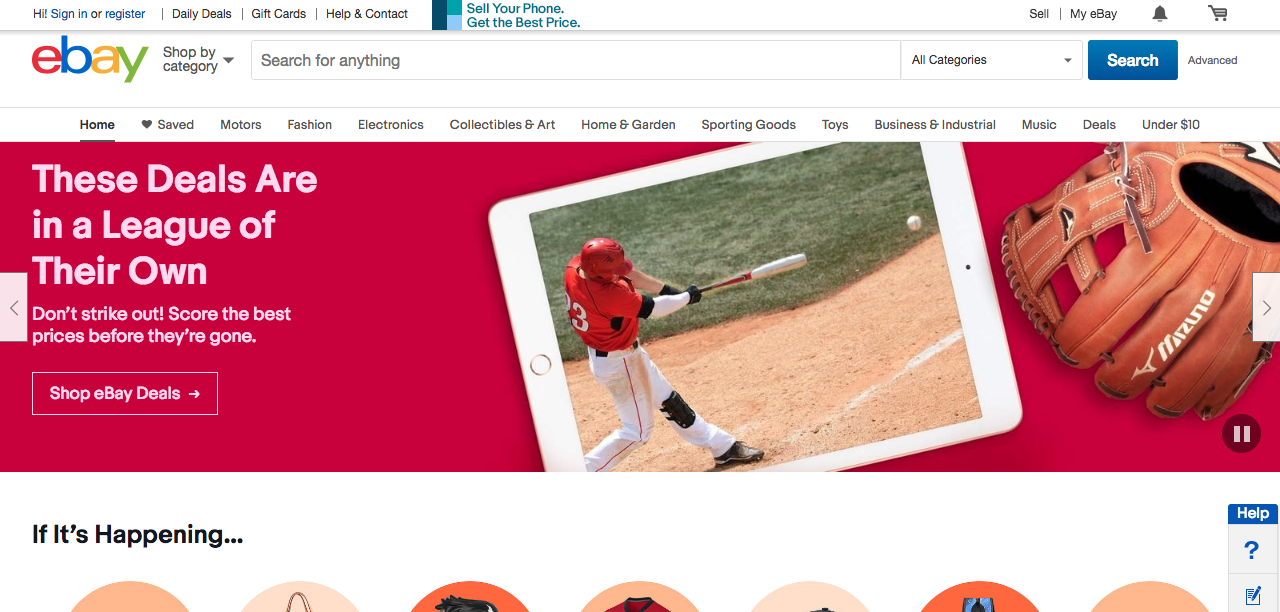 Hi! Sign in or register | Daily Deals | Gift Cards | Help & Contact
Sell Your Phone.
Get the Best Price.
Sell | My eBay
ebay
Shop by
category
Search for anything
All Categories
Search
Advanced
Home Saved Motors Fashion Electronics Collectibles & Art Home & Garden Sporting Goods Toys Business & Industrial Music Deals Under $10
These Deals Are
in a League of
Their Own
Don't strike out! Score the best
prices before they're gone.
Shop eBay Deals →
23
MIZUNO
If It's Happening...
Help
?